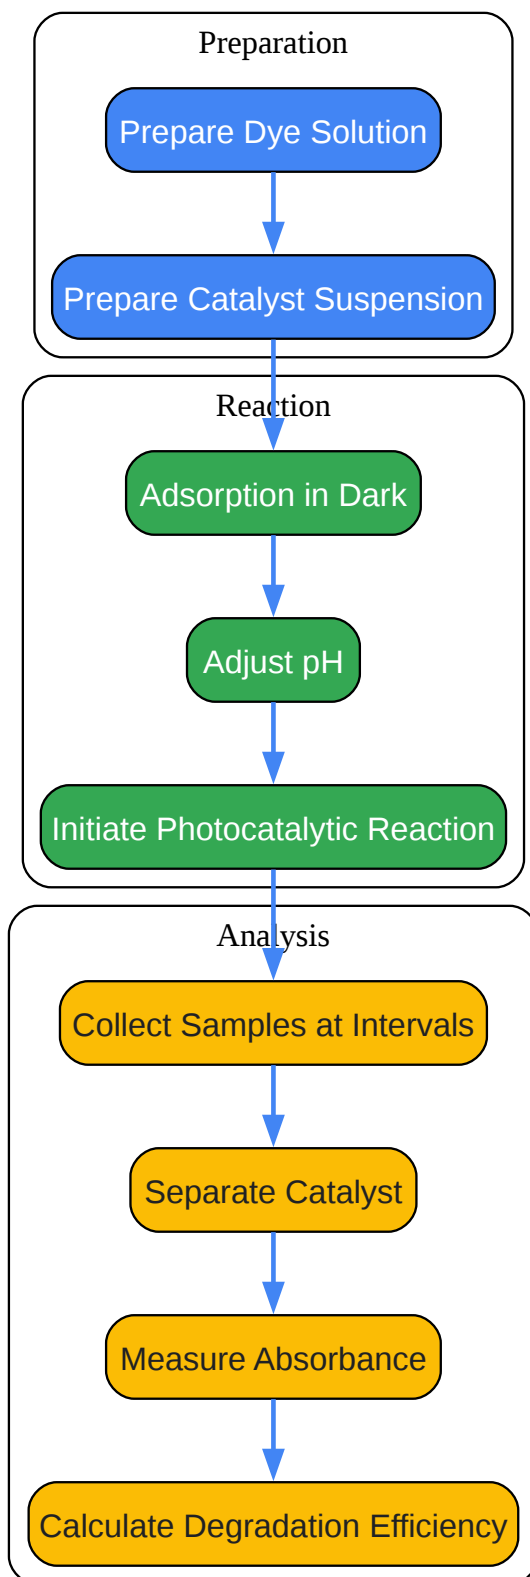 Preparation
Prepare Dye Solution
Prepare Catalyst Suspension
Reaction
Adsorption in Dark
Adjust pH
Initiate Photocatalytic Reaction
Analysis
Collect Samples at Intervals
Separate Catalyst
Measure Absorbance
Calculate Degradation Efficiency